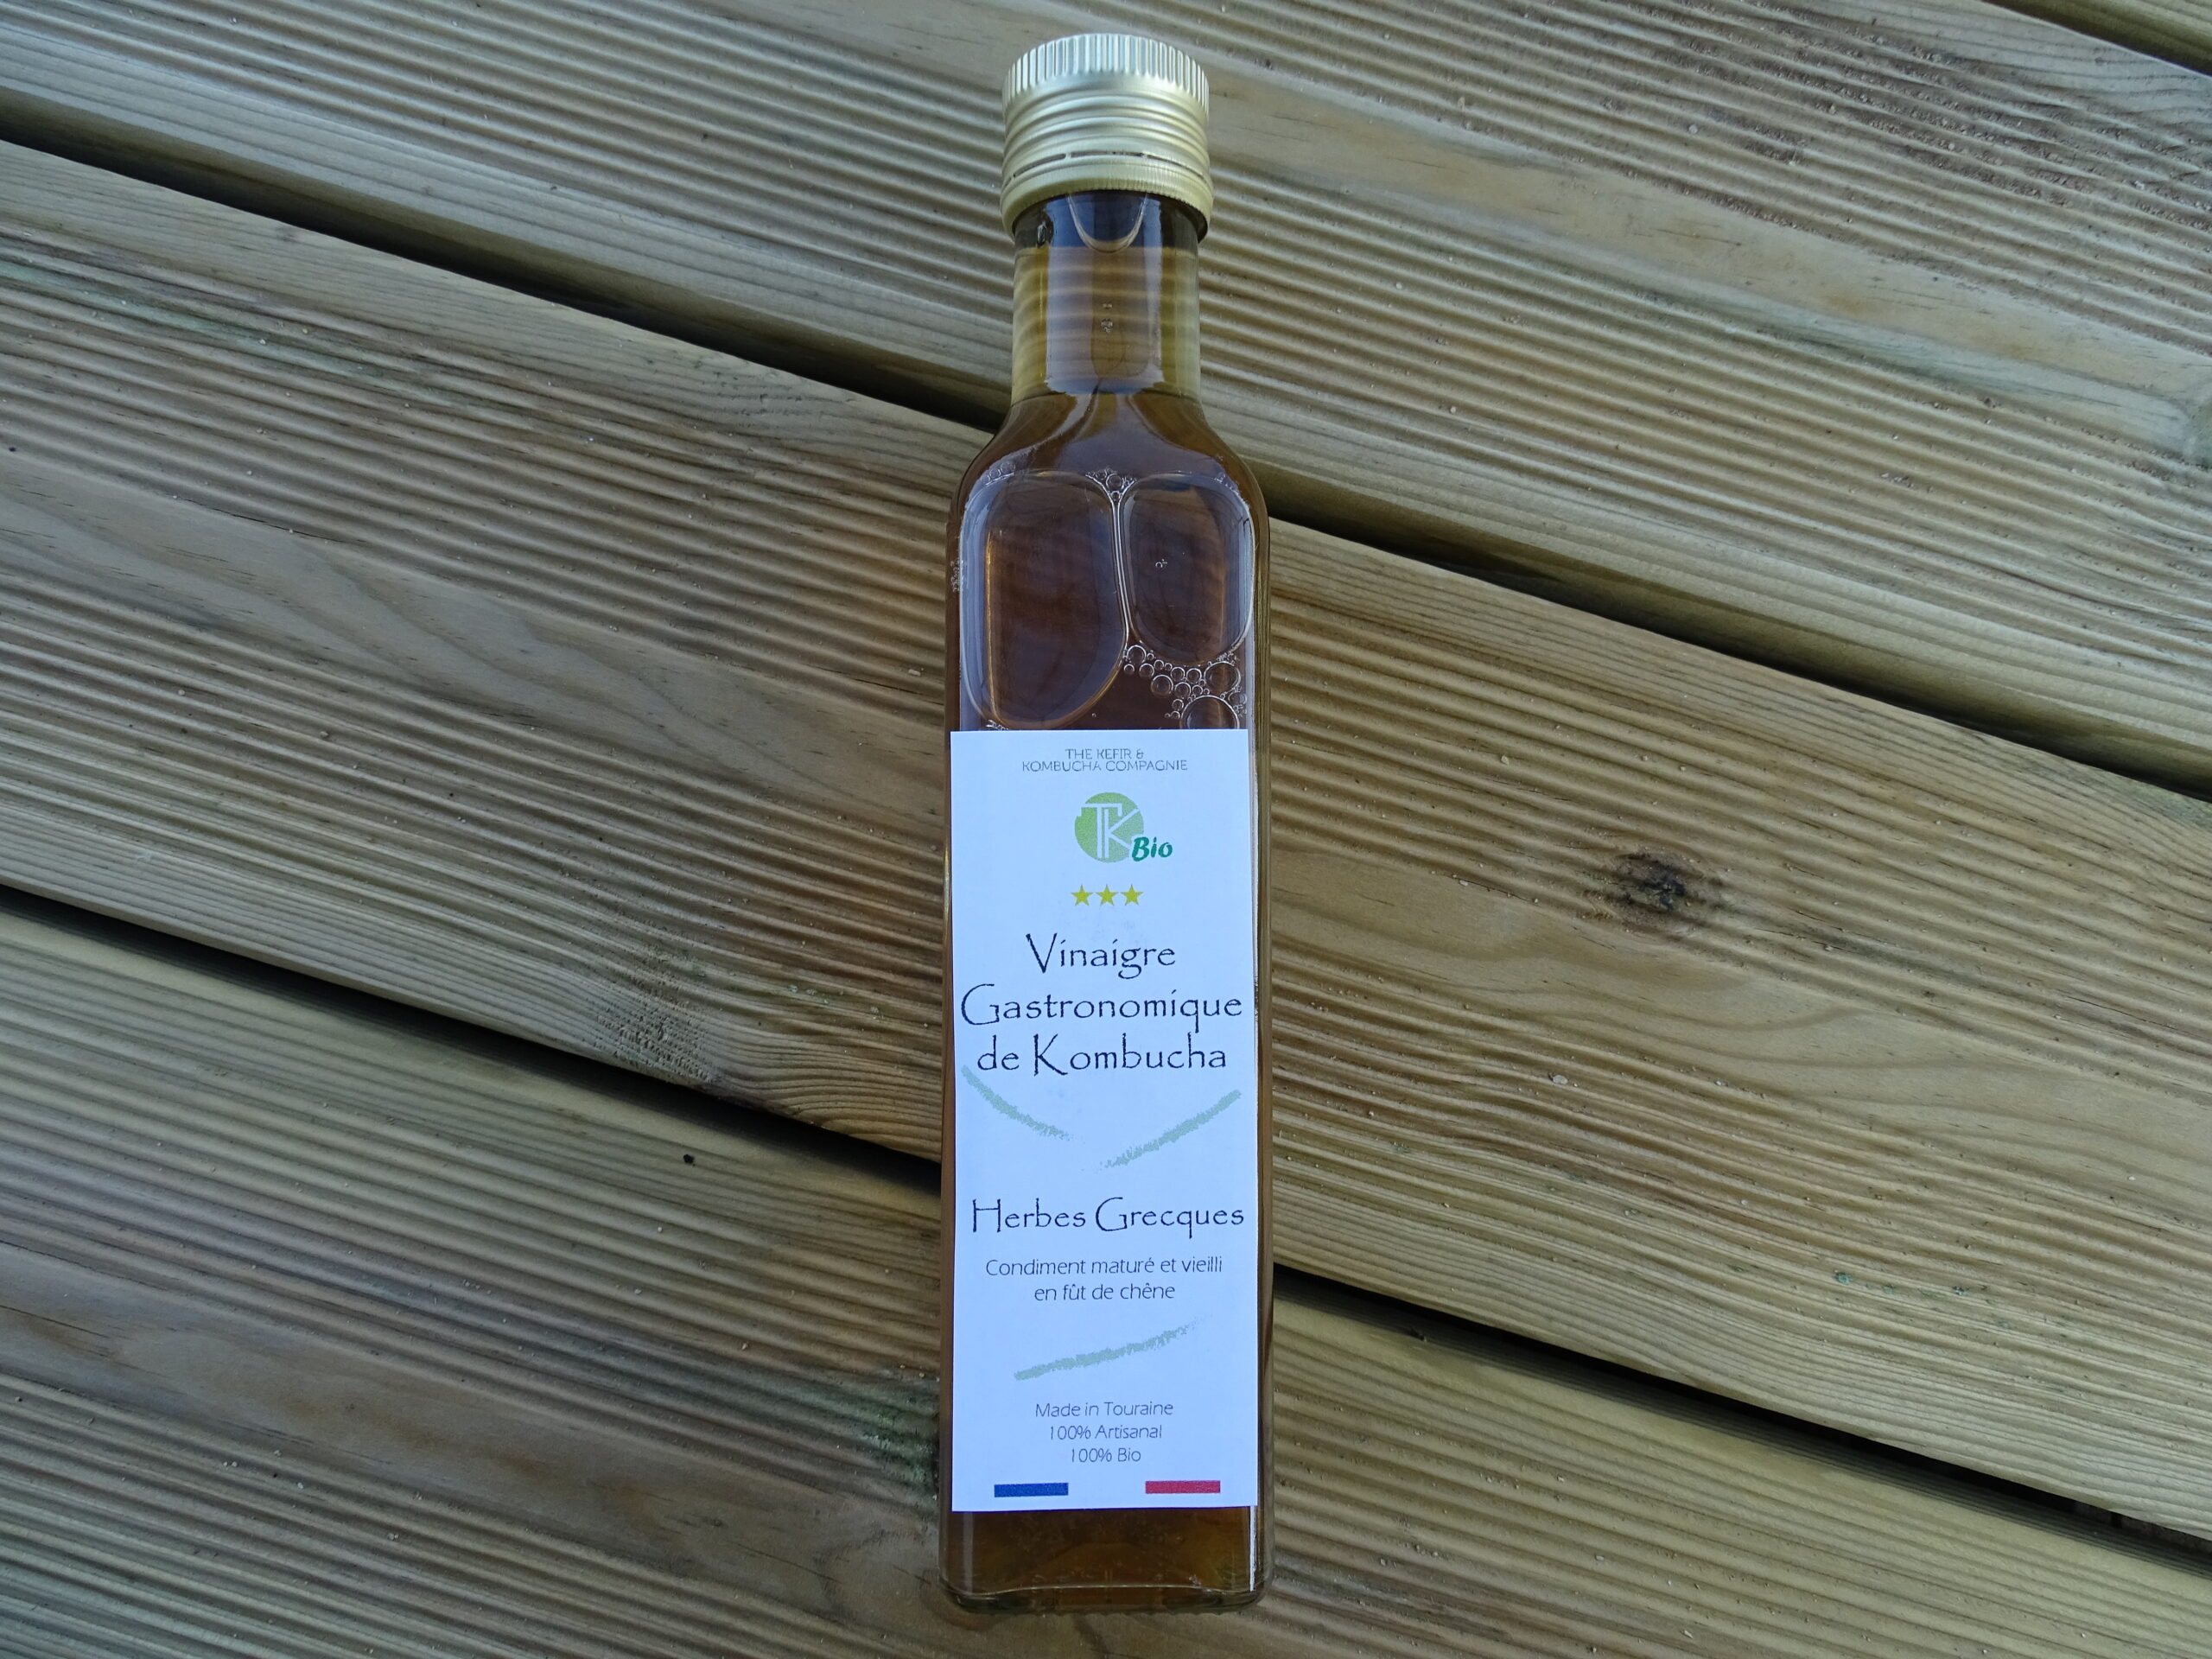 THE KEFIR &
KOMBUCHA COMPAGNIE
TK Bio
Vinaigre
Gastronomique
de Kombucha
Herbes Grecques
Condiment maturé et vieilli
en fût de chêne
Made in Touraine
100% Artisanal
100% Bio